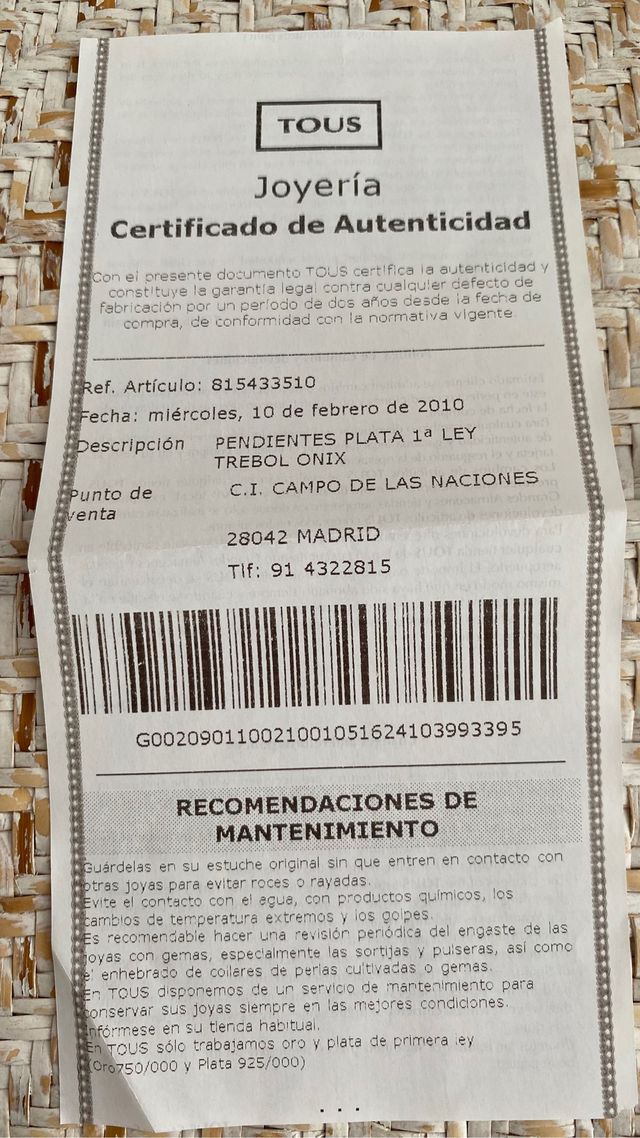 TOUS
Joyería
Certificado de Autenticidad
Con el presente documento TOUS certifica la autenticidad y
constituye la garantía legal contra cualquier defecto de
fabricación por un período de dos años desde la fecha de
compra, de conformidad con la normativa vigente.
Ref. Artículo: 815433510
Fecha: miércoles, 10 de febrero de 2010
Descripción PENDIENTES PLATA 1ª LEY
TREBOL ONIX
Punto de venta C.I. CAMPO DE LAS NACIONES
28042 MADRID
Tlf: 91 4322815
G002090110021001051624103993395
RECOMENDACIONES DE
MANTENIMIENTO
Guárdelas en su estuche original sin que entren en contacto con
otras joyas para evitar roces o rayadas.
Evite el contacto con el agua, con productos químicos, los
cambios de temperatura extremos y los golpes.
Es recomendable hacer una revisión periódica del engaste de las
joyas con gemas, especialmente las sortijas y pulseras, así como
el enhebrado de collares de perlas cultivadas o gemas.
En TOUS disponemos de un servicio de mantenimiento para
conservar sus joyas siempre en las mejores condiciones.
Infórmese en su tienda habitual.
En TOUS sólo trabajamos oro y plata de primera ley
(Oro750/000 y Plata 925/000)
...